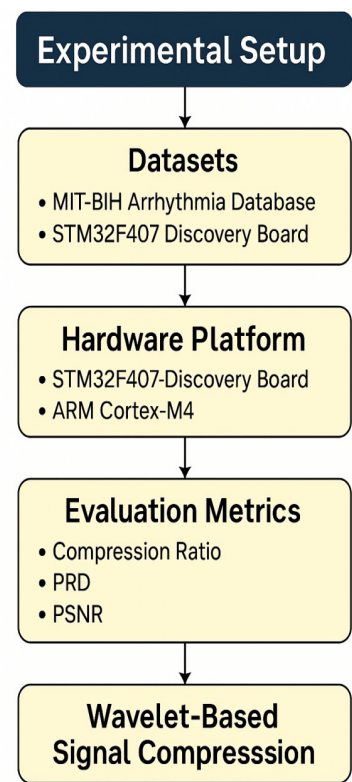 Experimental Setup
Datasets
• MIT-BIH Arrhythmia Database
• STM32F407 Discovery Board
Hardware Platform
• STM32F407-Discovery Board
• ARM Cortex-M4
Evaluation Metrics
• Compression Ratio
• PRD
• PSNR
Wavelet-Based
Signal Compresssion